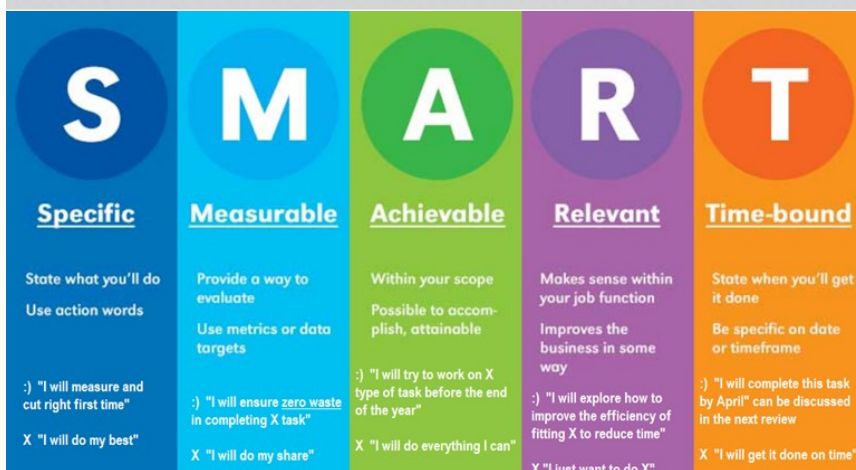 S
Specific
State what you'll do
Use action words
:) "I will measure and
cut right first time"
X "I will do my best"
M
Measurable
Provide a way to
evaluate
Use metrics or data
targets
:) "I will ensure zero waste
in completing X task"
X "I will do my share"
A
Achievable
Within your scope
Possible to accom-
plish, attainable
:) "I will try to work on X
type of task before the end
of the year"
X "I will do everything I can"
R
Relevant
Makes sense within
your job function
Improves the
business in some
way
:) "I will explore how to
improve the efficiency of
fitting X to reduce time"
X "I just want to do X"
T
Time-bound
State when you'll get
it done
Be specific on date
or timeframe
:) "I will complete this task
by April" can be discussed
in the next review
X "I will get it done on time"